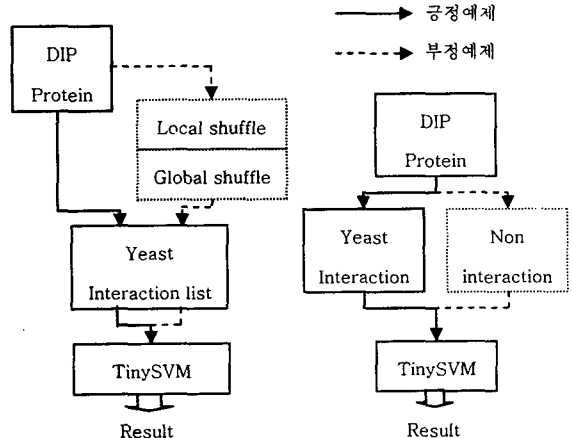 긍정예제
부정예제
DIP
Protein
Local shuffle
Global shuffle
Yeast
Interaction list
TinySVM
Result
DIP
Protein
Yeast
Interaction
Non
interaction
TinySVM
Result